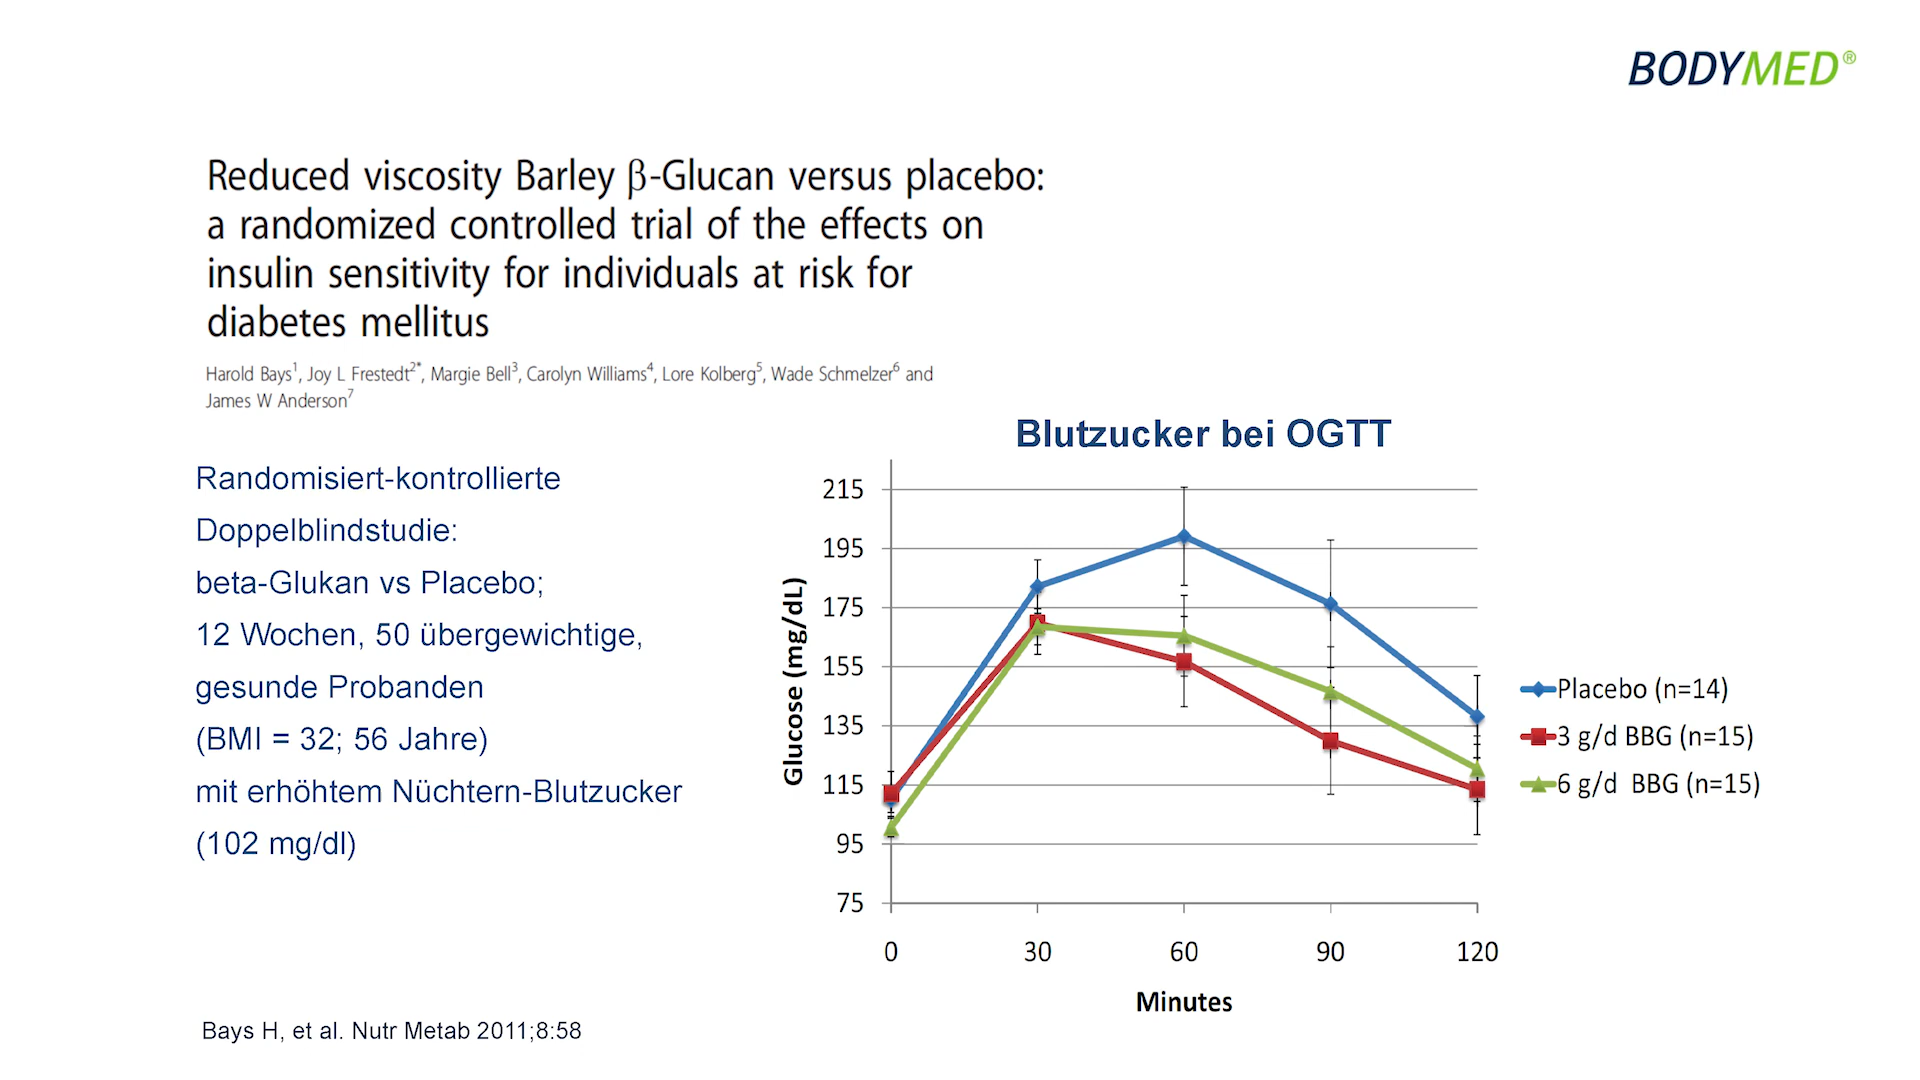 BODYMED®
Reduced viscosity Barley β-Glucan versus placebo:
a randomized controlled trial of the effects on
insulin sensitivity for individuals at risk for
diabetes mellitus
Harold Bays1, Joy L Frestedt2*, Margie Bell3, Carolyn Williams4, Lore Kolberg5, Wade Schmelzer6 and
James W Anderson7
Randomisiert-kontrollierte
Doppelblindstudie:
beta-Glukan vs Placebo;
12 Wochen, 50 übergewichtige,
gesunde Probanden
(BMI = 32; 56 Jahre)
mit erhöhtem Nüchtern-Blutzucker
(102 mg/dl)
Blutzucker bei OGTT
Glucose (mg/dL)
215
195
175
155
135
115
95
75
0 30 60 90 120
Minutes
Placebo (n=14)
3 g/d BBG (n=15)
6 g/d BBG (n=15)
Bays H, et al. Nutr Metab 2011;8:58